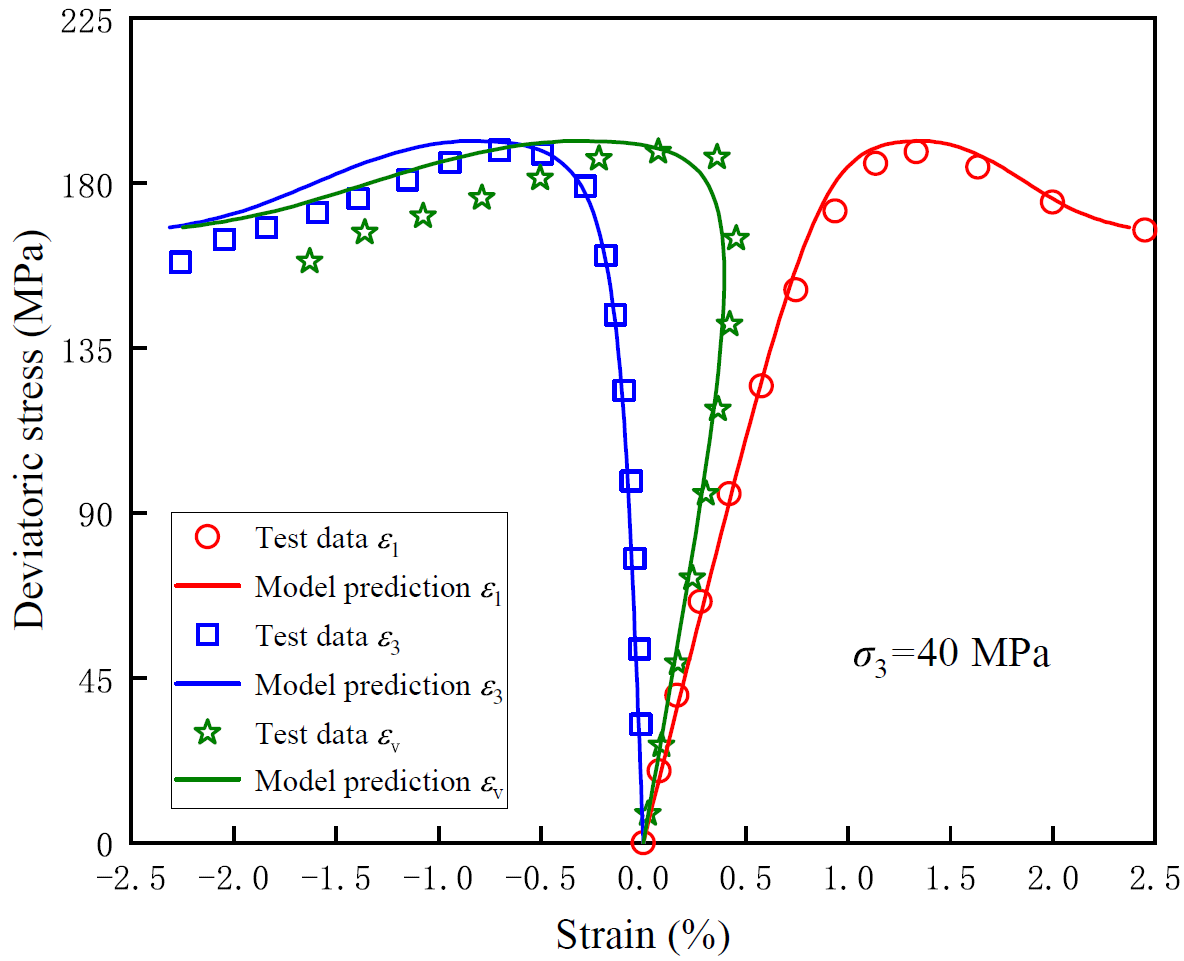 225
180
135
90
45
0
Deviatoric stress (MPa)
Test data ε₁
Model prediction ε₁
Test data ε₃
Model prediction ε₃
Test data εᵥ
Model prediction εᵥ
σ₃=40 MPa
-2.5 -2.0 -1.5 -1.0 -0.5 0.0 0.5 1.0 1.5 2.0 2.5
Strain (%)